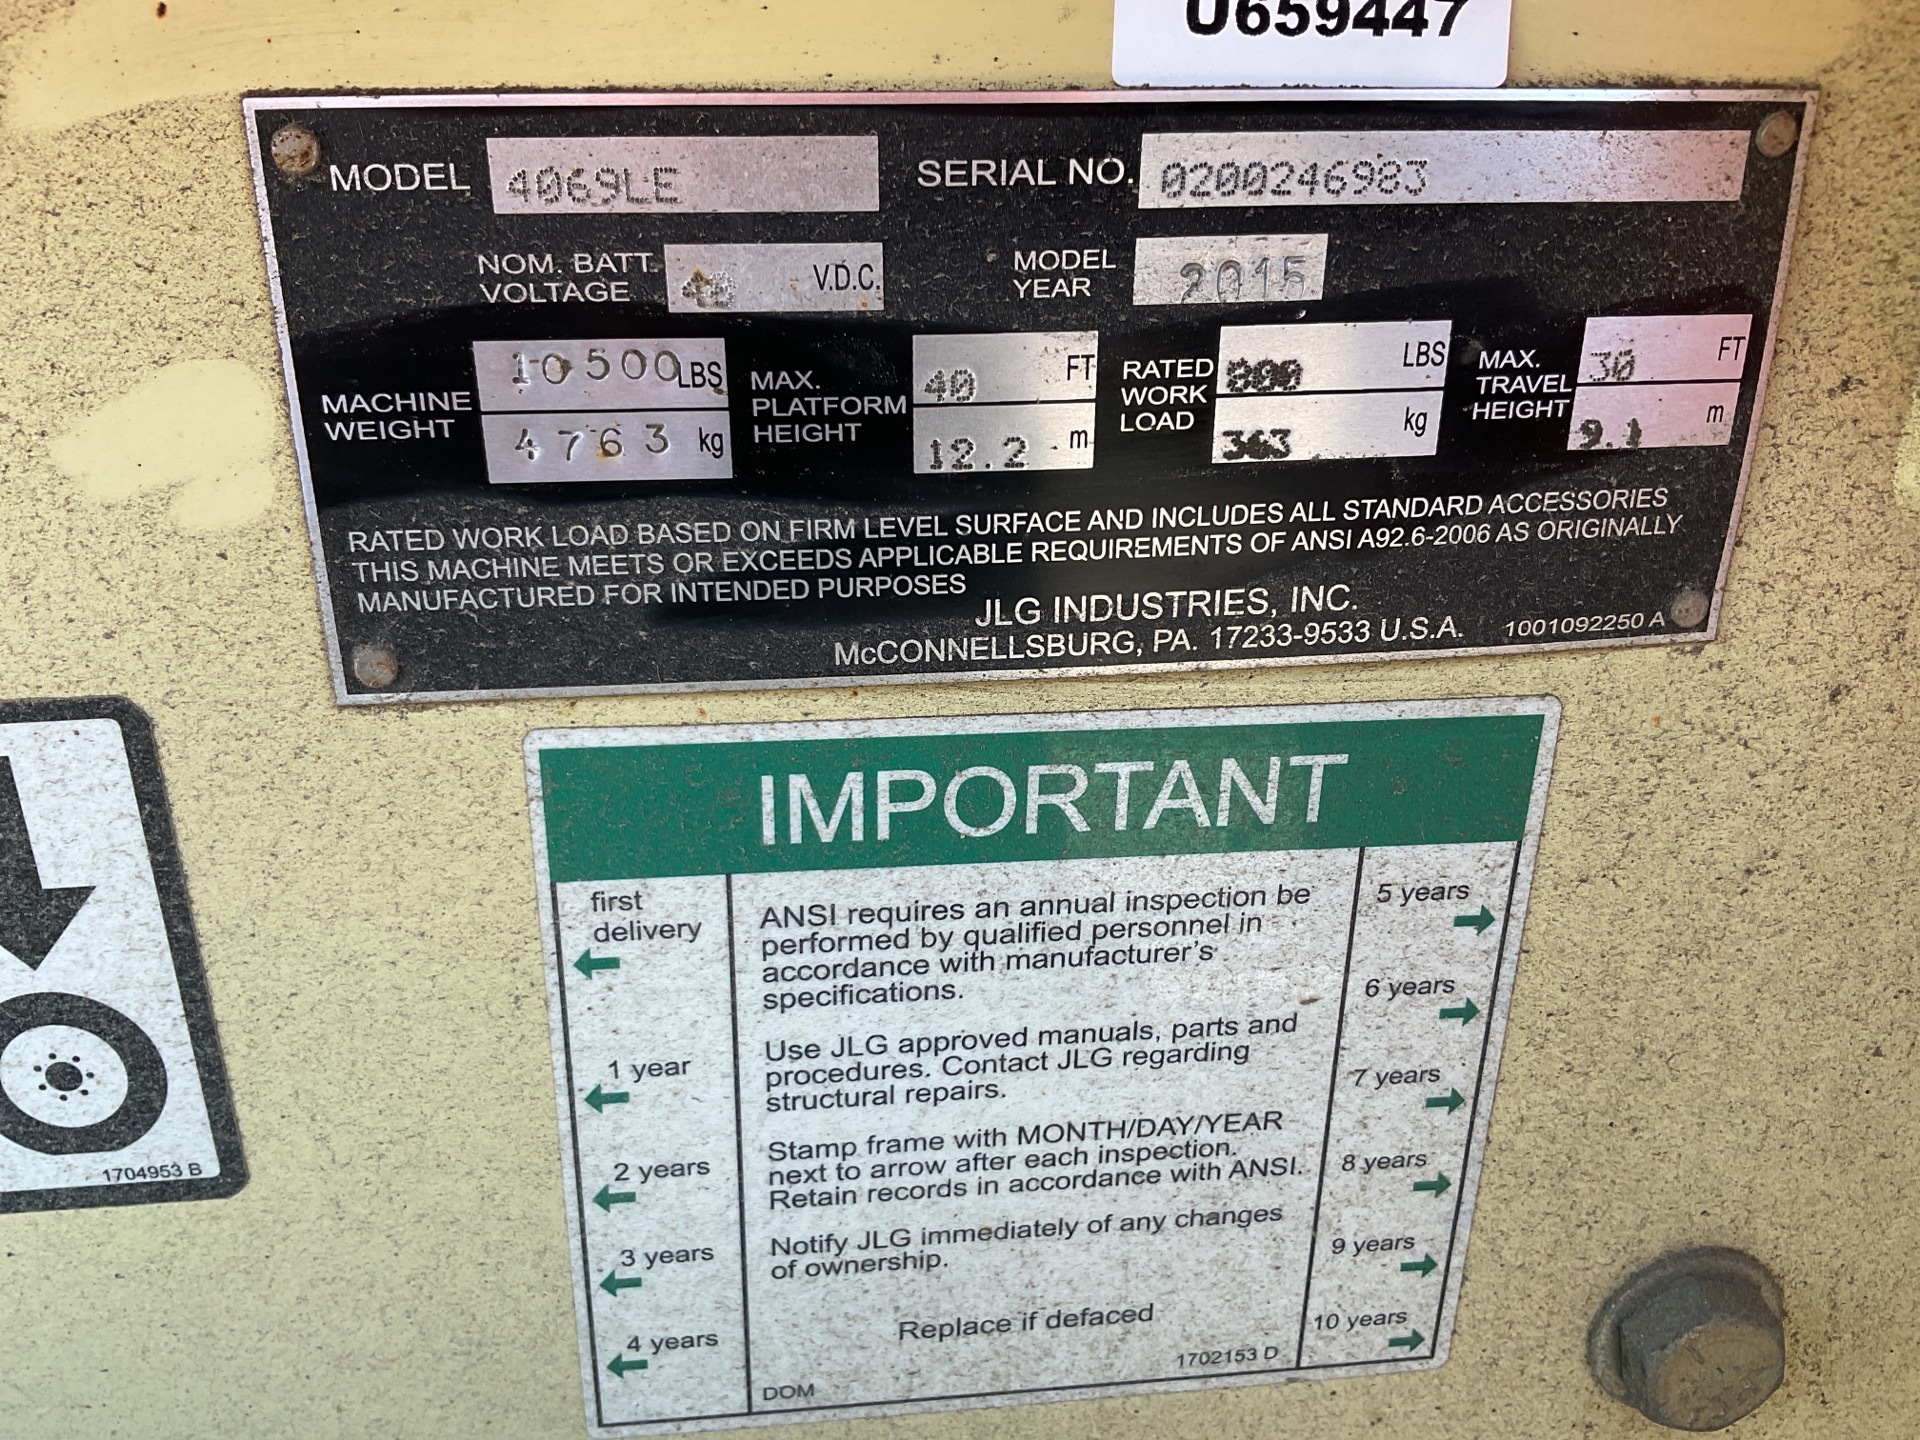 U659447
MODEL 4069LE SERIAL NO. 0200246983
NOM. BATT. VOLTAGE 48 V.D.C. MODEL YEAR 2015
MACHINE WEIGHT 10500 LBS 4763 kg
MAX. PLATFORM HEIGHT 40 FT 12.2 m
RATED WORK LOAD 800 LBS 363 kg
MAX. TRAVEL HEIGHT 30 FT 9.1 m
RATED WORK LOAD BASED ON FIRM LEVEL SURFACE AND INCLUDES ALL STANDARD ACCESSORIES
THIS MACHINE MEETS OR EXCEEDS APPLICABLE REQUIREMENTS OF ANSI A92.6-2006 AS ORIGINALLY
MANUFACTURED FOR INTENDED PURPOSES
JLG INDUSTRIES, INC.
McCONNELLSBURG, PA. 17233-9533 U.S.A. 1001092250 A
1704953 B
IMPORTANT
first
delivery
1 year
2 years
3 years
4 years
ANSI requires an annual inspection be
performed by qualified personnel in
accordance with manufacturer's
specifications.
Use JLG approved manuals, parts and
procedures. Contact JLG regarding
structural repairs.
Stamp frame with MONTH/DAY/YEAR
next to arrow after each inspection.
Retain records in accordance with ANSI.
Notify JLG immediately of any changes
of ownership.
Replace if defaced
1702153 D
DOM
5 years
6 years
7 years
8 years
9 years
10 years